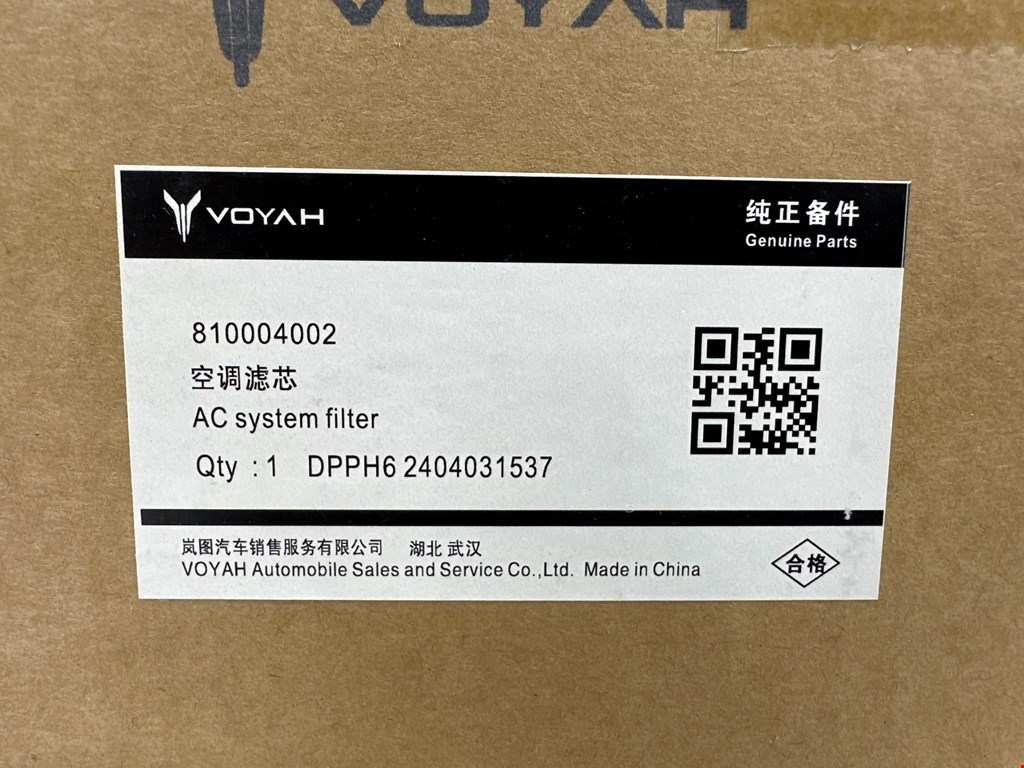 VOYAH
VOYAH
纯正备件
Genuine Parts
810004002
空调滤芯
AC system filter
Qty : 1 DPPH6 2404031537
岚图汽车销售服务有限公司 湖北 武汉
VOYAH Automobile Sales and Service Co.,Ltd. Made in China
合格